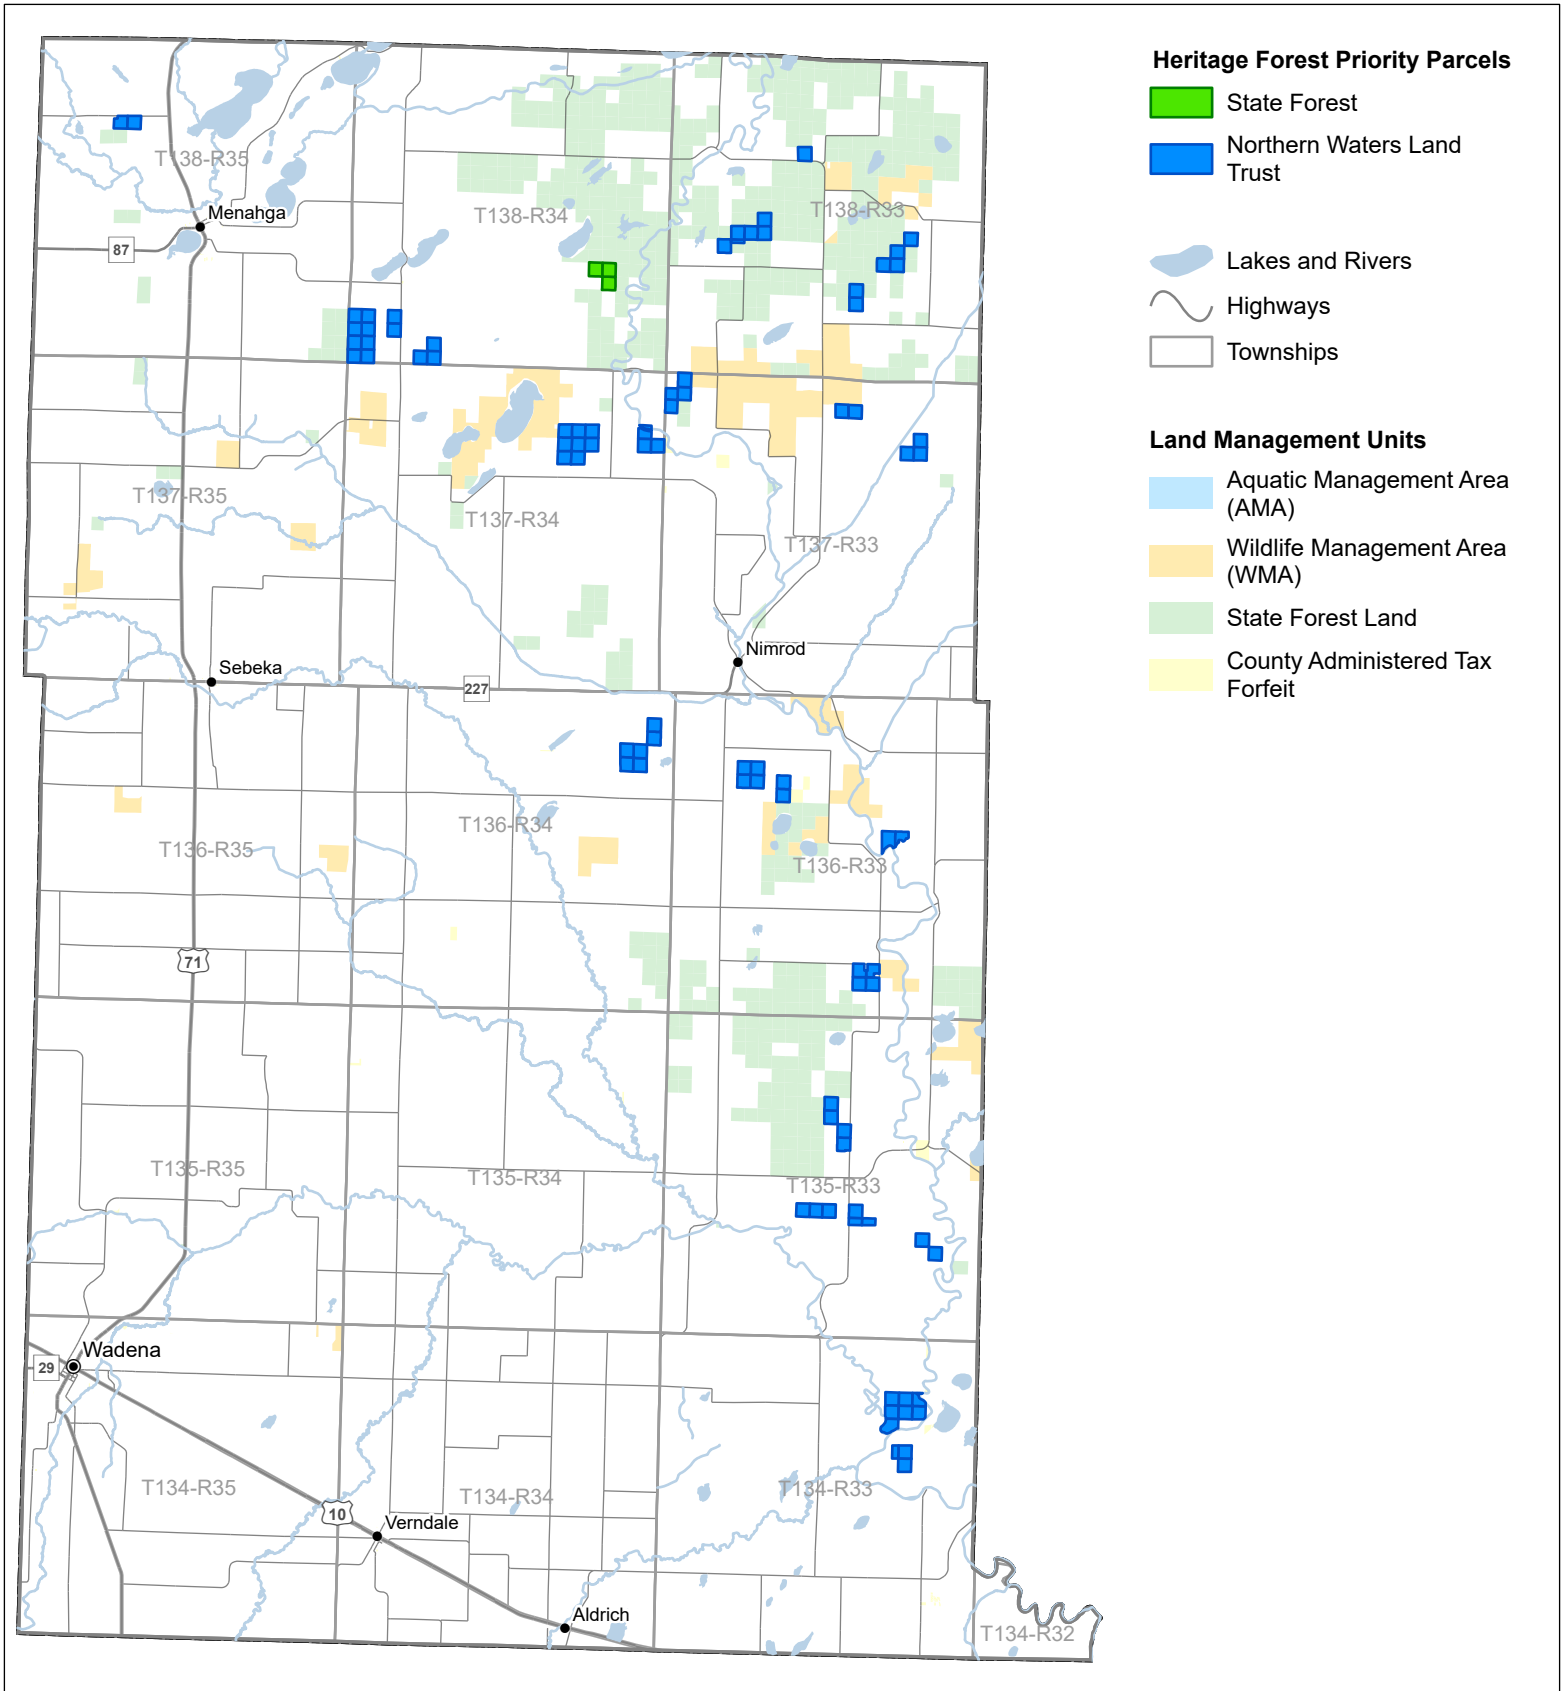 Heritage Forest Priority Parcels
State Forest
Northern Waters Land
Trust
Lakes and Rivers
Highways
Townships
Land Management Units
Aquatic Management Area
(AMA)
Wildlife Management Area
(WMA)
State Forest Land
County Administered Tax
Forfeit
T138-R35
Menahga
T138-R34
T138-R33
87
T137-R35
T137-R34
T137-R33
Nimrod
Sebeka
227
T136-R34
T136-R35
T136-R33
71
T135-R35
T135-R34
T135-R33
Wadena
29
T134-R35
T134-R34
T134-R33
10
Verndale
Aldrich
T134-R32